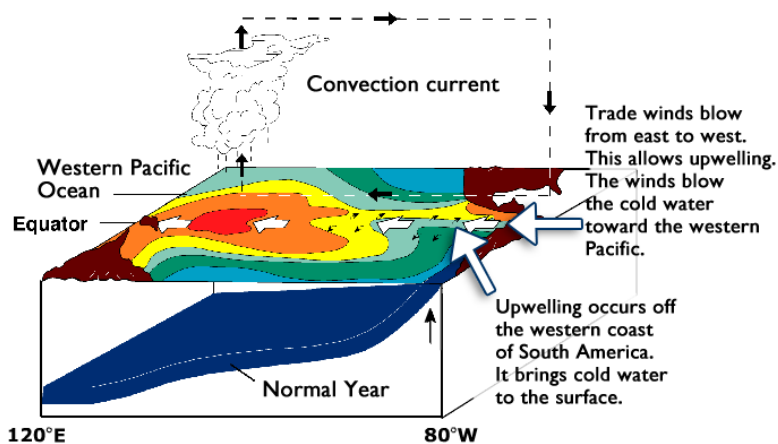 Convection current
Trade winds blow
from east to west.
This allows upwelling.
The winds blow
the cold water
toward the western
Pacific.
Western Pacific
Ocean
Equator
Upwelling occurs off
the western coast
of South America.
It brings cold water
to the surface.
Normal Year
120°E
80°W